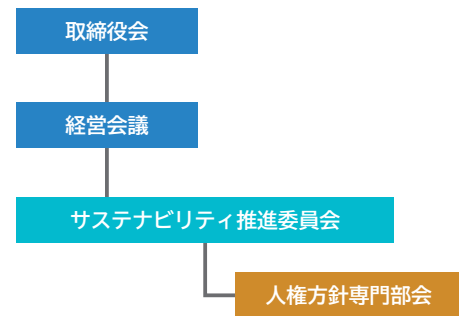 取締役会
経営会議
サステナビリティ推進委員会
人権方針専門部会